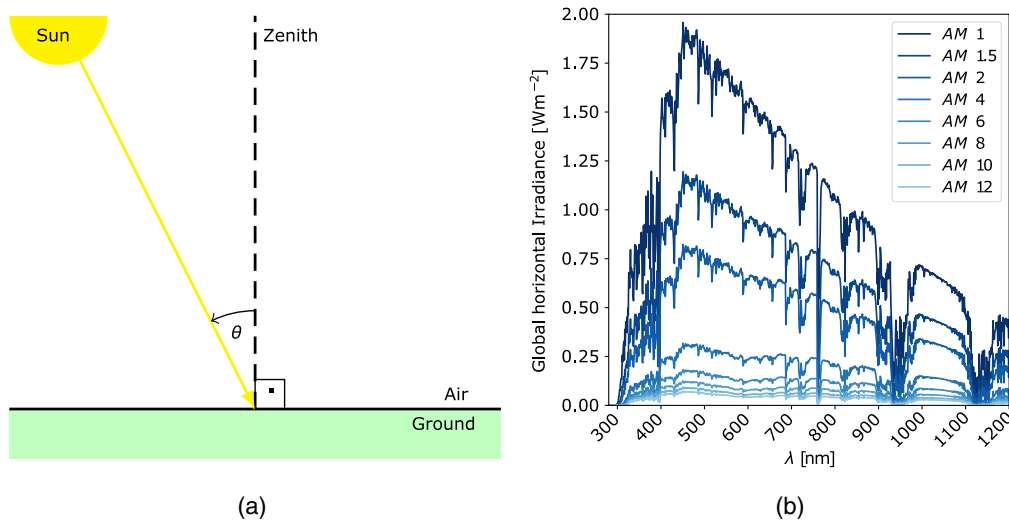 Sun
Zenith
θ
Air
Ground
(a)
Global horizontal Irradiance [Wm⁻²]
2.00
1.75
1.50
1.25
1.00
0.75
0.50
0.25
0.00
300 400 500 600 700 800 900 1000 1100 1200
λ [nm]
AM 1
AM 1.5
AM 2
AM 4
AM 6
AM 8
AM 10
AM 12
(b)